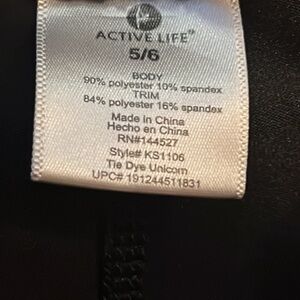 ACTIVE LIFE®
5/6
BODY
90% polyester 10% spandex
TRIM
84% polyester 16% spandex
Made in China
Hecho en China
RN#144527
Style# KS1106
Tie Dye Unicorn
UPC# 191244511831